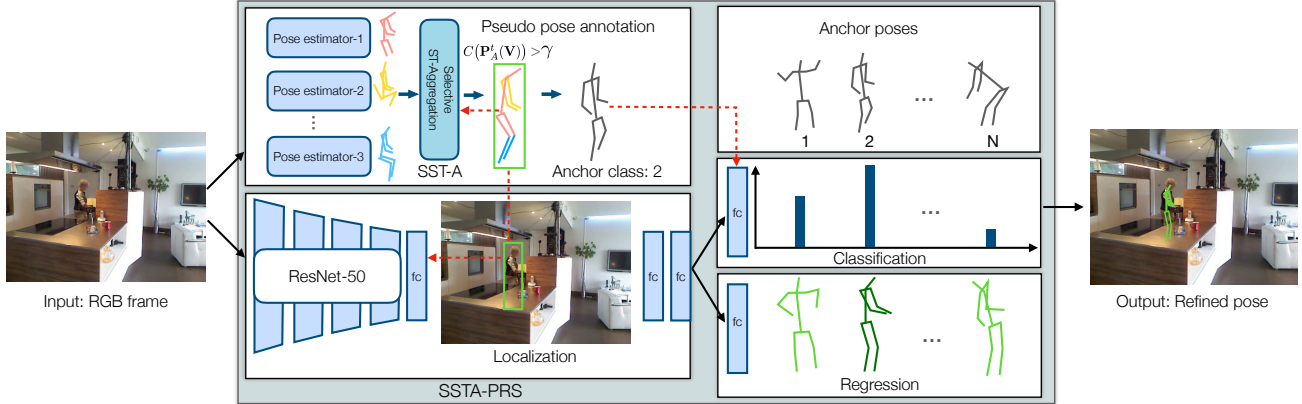 Pose estimator-1
Pose estimator-2
Pose estimator-3
Selective
ST-Aggregation
SST-A
Pseudo pose annotation
C(P_A^t(V)) > γ
Anchor class: 2
Anchor poses
1 2 ... N
Input: RGB frame
ResNet-50
fc
Localization
fc fc
SSTA-PRS
fc
...
Classification
fc
...
Regression
Output: Refined pose